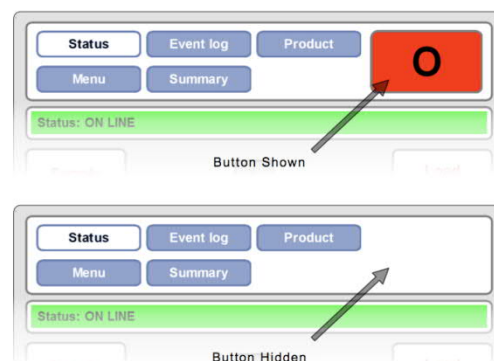 Status Event log Product O
Menu Summary
Status: ON LINE
Button Shown
Status Event log Product
Menu Summary
Status: ON LINE
Button Hidden